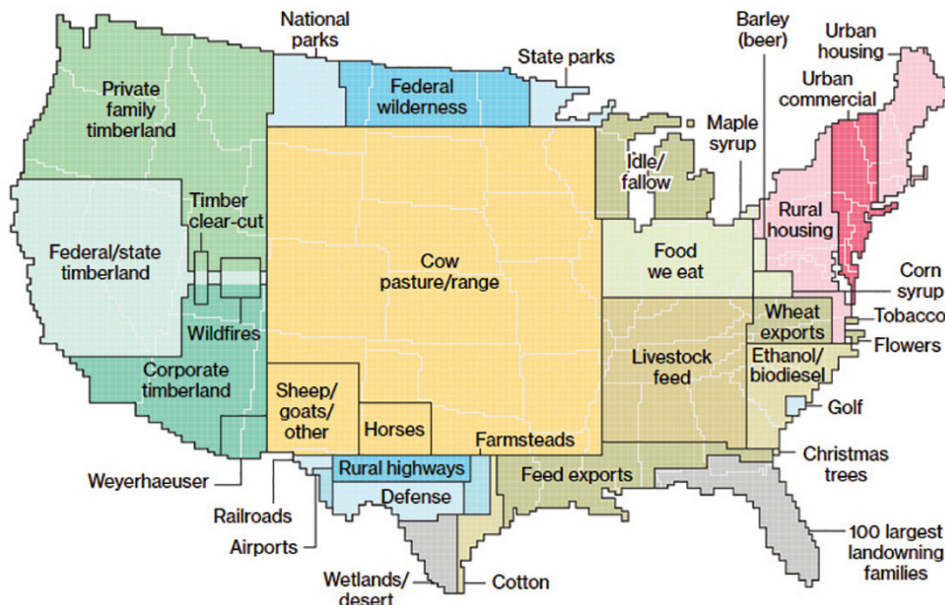 National
parks
Federal
wilderness
State parks
Barley
(beer)
Urban
housing
Urban
commercial
Private
family
timberland
Maple
syrup
Idle/
fallow
Timber
clear-cut
Federal/state
timberland
Cow
pasture/range
Food
we eat
Rural
housing
Corn
syrup
Wildfires
Wheat
exports
Tobacco
Flowers
Corporate
timberland
Livestock
feed
Ethanol/
biodiesel
Sheep/
goats/
other
Horses
Golf
Farmsteads
Weyerhaeuser
Rural highways
Feed exports
Christmas
trees
Railroads
Defense
Airports
100 largest
landowning
families
Wetlands/
desert
Cotton